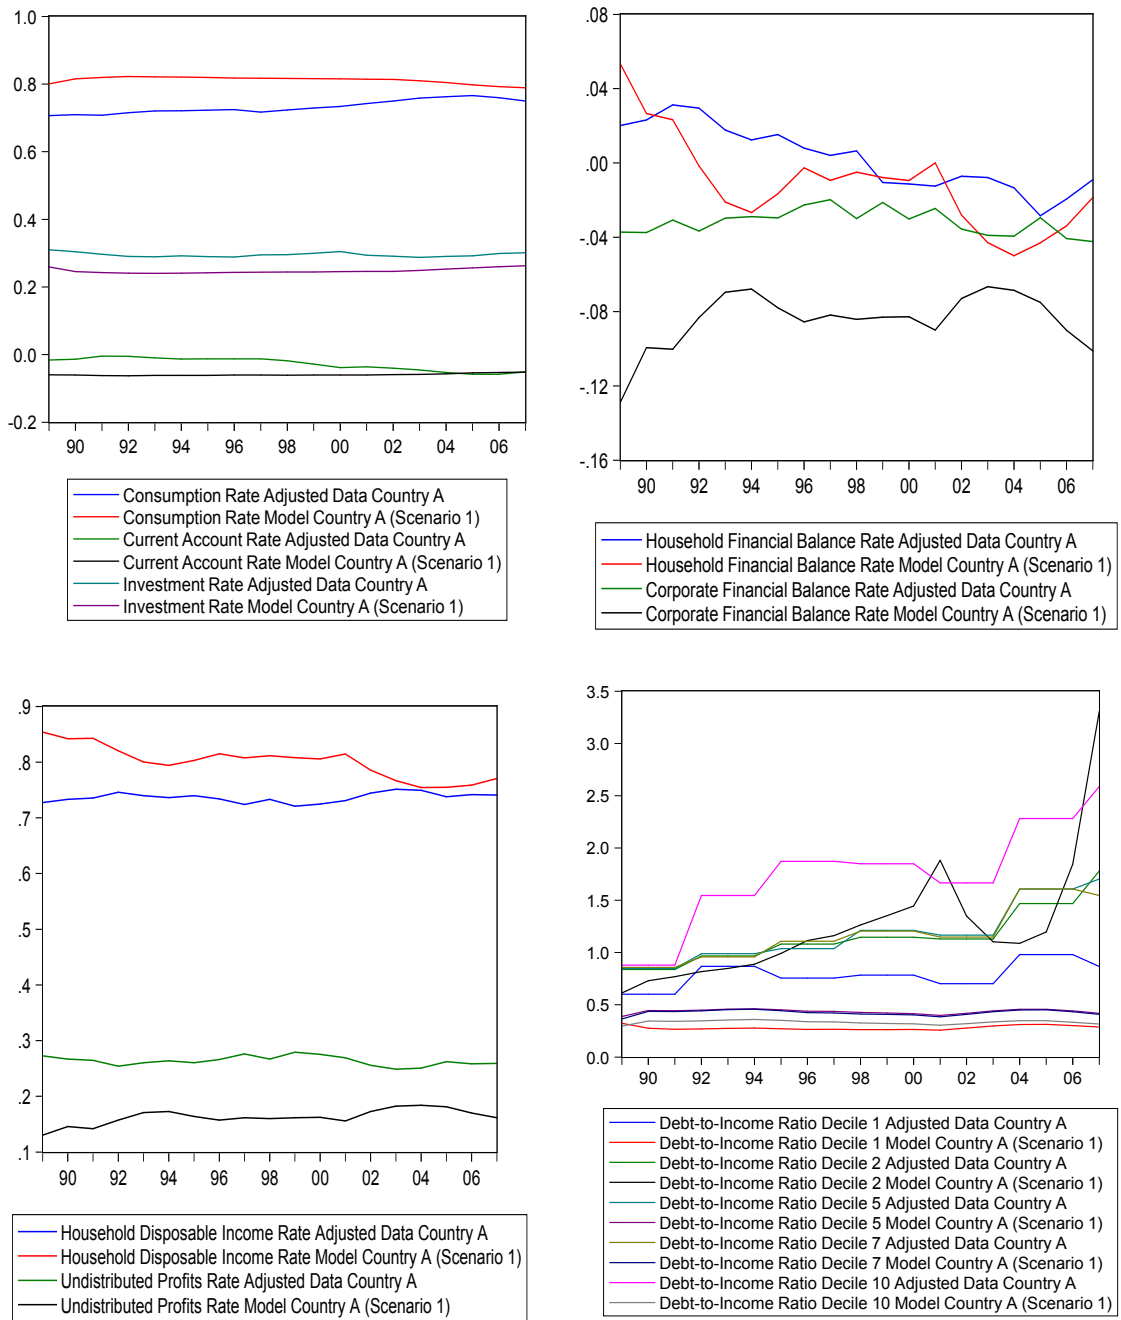 1.0
0.8
0.6
0.4
0.2
0.0
-0.2
90 92 94 96 98 00 02 04 06
Consumption Rate Adjusted Data Country A
Consumption Rate Model Country A (Scenario 1)
Current Account Rate Adjusted Data Country A
Current Account Rate Model Country A (Scenario 1)
Investment Rate Adjusted Data Country A
Investment Rate Model Country A (Scenario 1)
.08
.04
.00
-.04
-.08
-.12
-.16
90 92 94 96 98 00 02 04 06
Household Financial Balance Rate Adjusted Data Country A
Household Financial Balance Rate Model Country A (Scenario 1)
Corporate Financial Balance Rate Adjusted Data Country A
Corporate Financial Balance Rate Model Country A (Scenario 1)
.9
.8
.7
.6
.5
.4
.3
.2
.1
90 92 94 96 98 00 02 04 06
Household Disposable Income Rate Adjusted Data Country A
Household Disposable Income Rate Model Country A (Scenario 1)
Undistributed Profits Rate Adjusted Data Country A
Undistributed Profits Rate Model Country A (Scenario 1)
3.5
3.0
2.5
2.0
1.5
1.0
0.5
0.0
90 92 94 96 98 00 02 04 06
Debt-to-Income Ratio Decile 1 Adjusted Data Country A
Debt-to-Income Ratio Decile 1 Model Country A (Scenario 1)
Debt-to-Income Ratio Decile 2 Adjusted Data Country A
Debt-to-Income Ratio Decile 2 Model Country A (Scenario 1)
Debt-to-Income Ratio Decile 5 Adjusted Data Country A
Debt-to-Income Ratio Decile 5 Model Country A (Scenario 1)
Debt-to-Income Ratio Decile 7 Adjusted Data Country A
Debt-to-Income Ratio Decile 7 Model Country A (Scenario 1)
Debt-to-Income Ratio Decile 10 Adjusted Data Country A
Debt-to-Income Ratio Decile 10 Model Country A (Scenario 1)